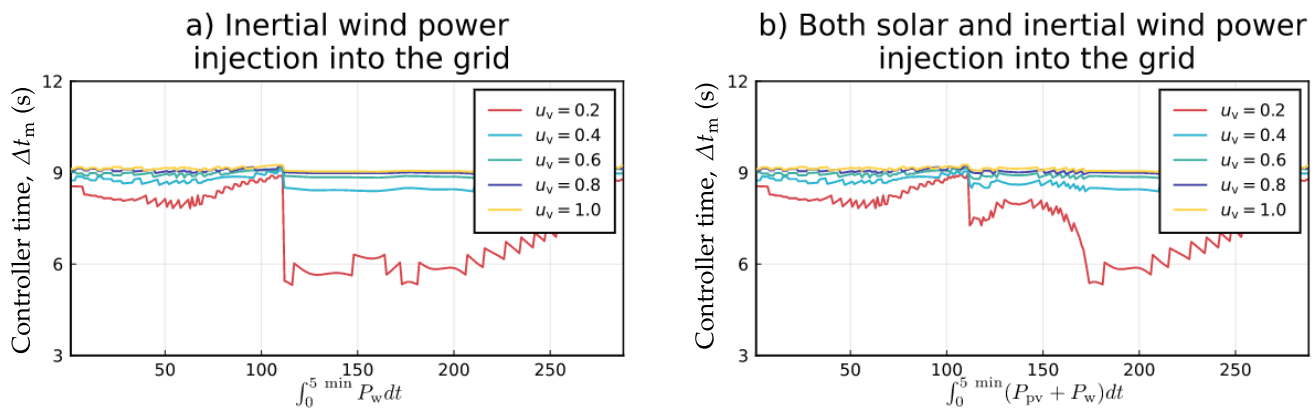 a) Inertial wind power
injection into the grid
Controller time, Δt_m (s)
12
9
6
3
u_v = 0.2
u_v = 0.4
u_v = 0.6
u_v = 0.8
u_v = 1.0
50 100 150 200 250
∫_0^{5 min} P_w dt
b) Both solar and inertial wind power
injection into the grid
Controller time, Δt_m (s)
12
9
6
3
u_v = 0.2
u_v = 0.4
u_v = 0.6
u_v = 0.8
u_v = 1.0
50 100 150 200 250
∫_0^{5 min} (P_pv + P_w) dt